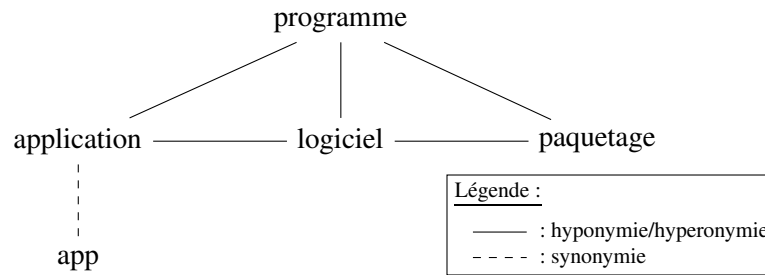 programme
application logiciel paquetage
app
Légende :
: hyponymie/hyperonymie
: synonymie